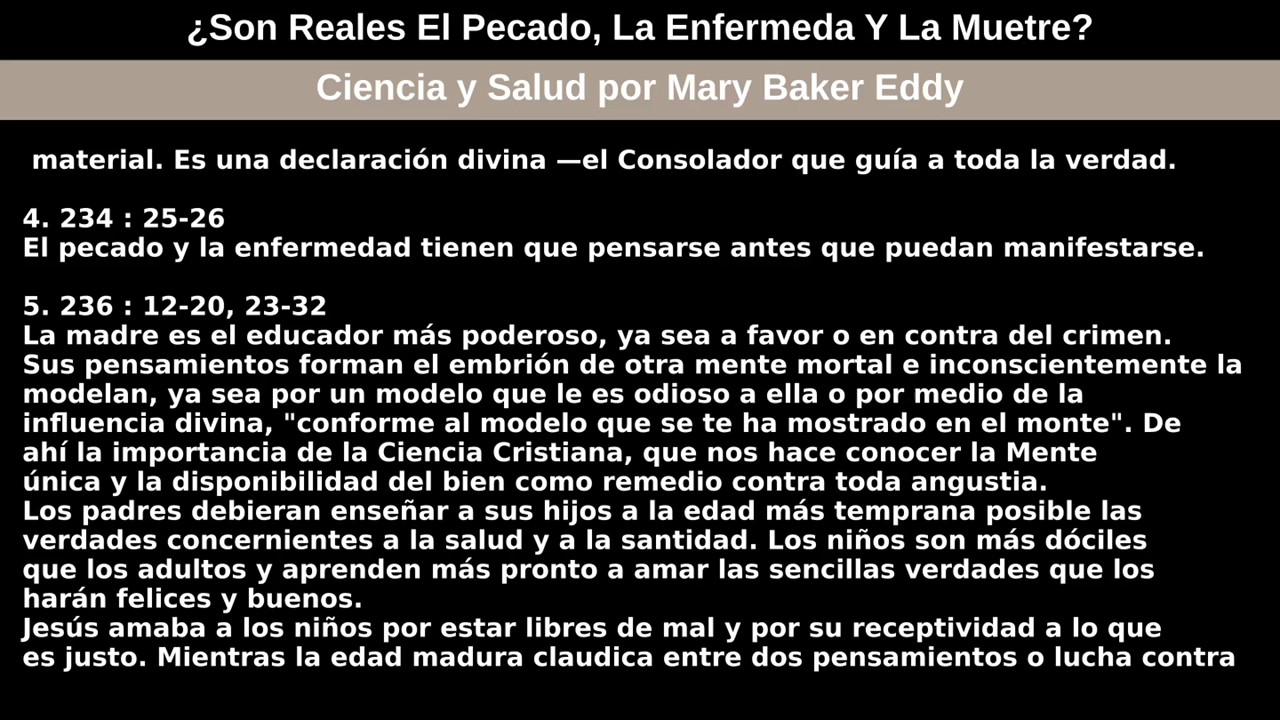 ¿Son Reales El Pecado, La Enfermeda Y La Muetre?
Ciencia y Salud por Mary Baker Eddy
material. Es una declaración divina —el Consolador que guía a toda la verdad.
4. 234 : 25-26
El pecado y la enfermedad tienen que pensarse antes que puedan manifestarse.
5. 236 : 12-20, 23-32
La madre es el educador más poderoso, ya sea a favor o en contra del crimen.
Sus pensamientos forman el embrión de otra mente mortal e inconscientemente la
modelan, ya sea por un modelo que le es odioso a ella o por medio de la
influencia divina, "conforme al modelo que se te ha mostrado en el monte". De
ahí la importancia de la Ciencia Cristiana, que nos hace conocer la Mente
única y la disponibilidad del bien como remedio contra toda angustia.
Los padres debieran enseñar a sus hijos a la edad más temprana posible las
verdades concernientes a la salud y a la santidad. Los niños son más dóciles
que los adultos y aprenden más pronto a amar las sencillas verdades que los
harán felices y buenos.
Jesús amaba a los niños por estar libres de mal y por su receptividad a lo que
es justo. Mientras la edad madura claudica entre dos pensamientos o lucha contra